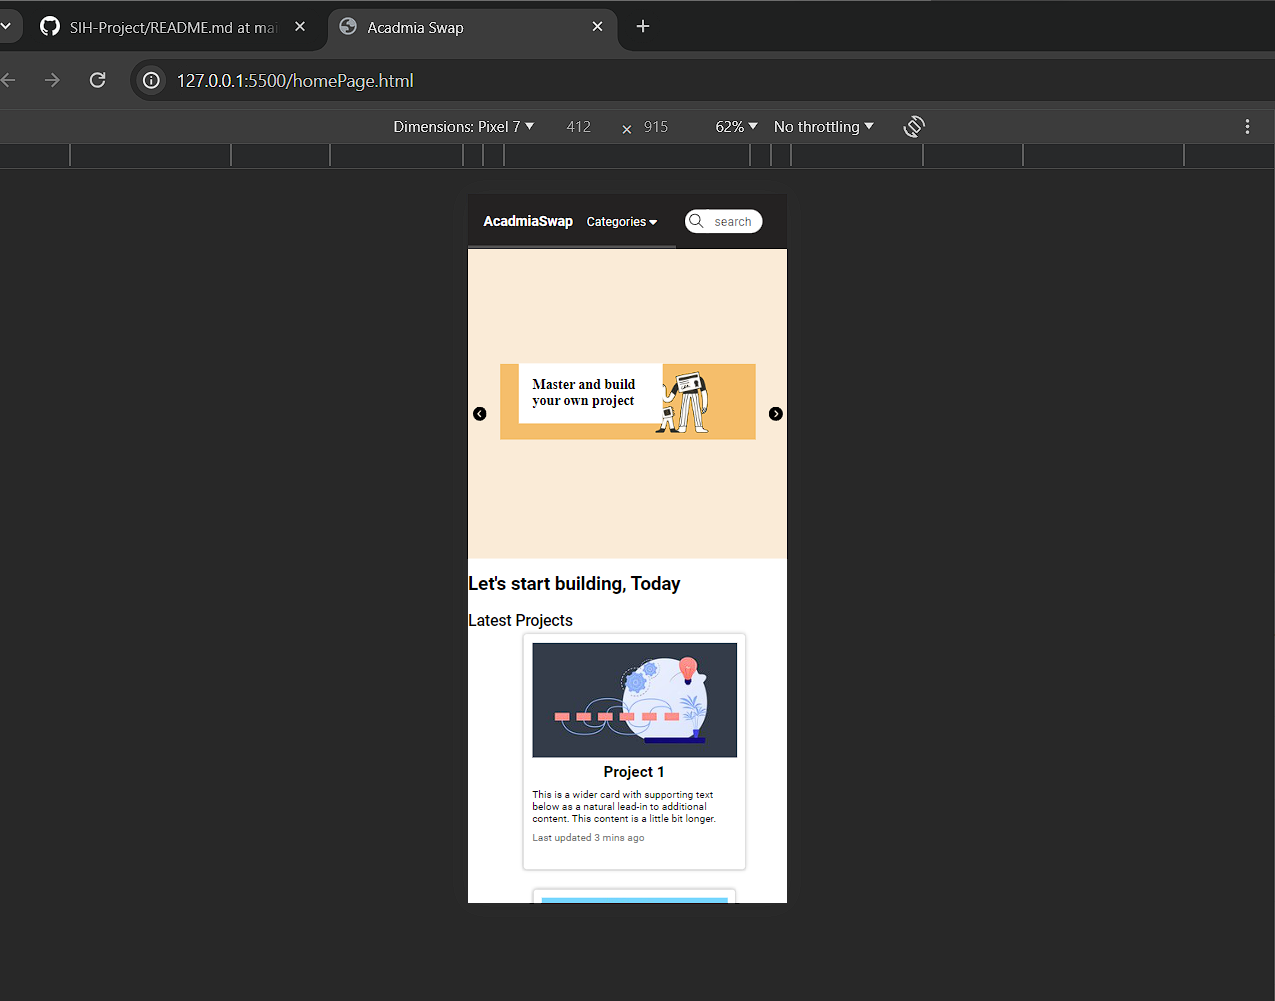 SIH-Project/README.md at mai
Acadmia Swap
127.0.0.1:5500/homePage.html
Dimensions: Pixel 7 412 × 915 62% No throttling
AcadmiaSwap Categories search
Master and build
your own project
Let's start building, Today
Latest Projects
Project 1
This is a wider card with supporting text
below as a natural lead-in to additional
content. This content is a little bit longer.
Last updated 3 mins ago